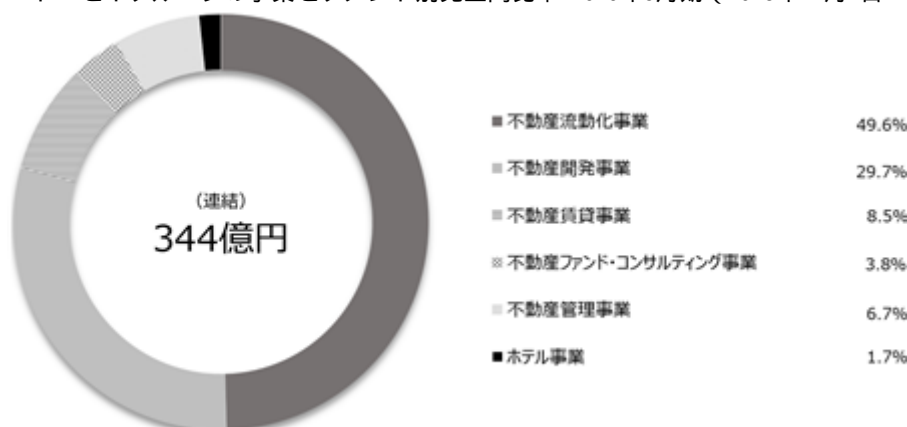 (連結)
344億円
■不動産流動化事業 49.6%
■不動産開発事業 29.7%
■不動産賃貸事業 8.5%
※不動産ファンド・コンサルティング事業 3.8%
■不動産管理事業 6.7%
■ホテル事業 1.7%